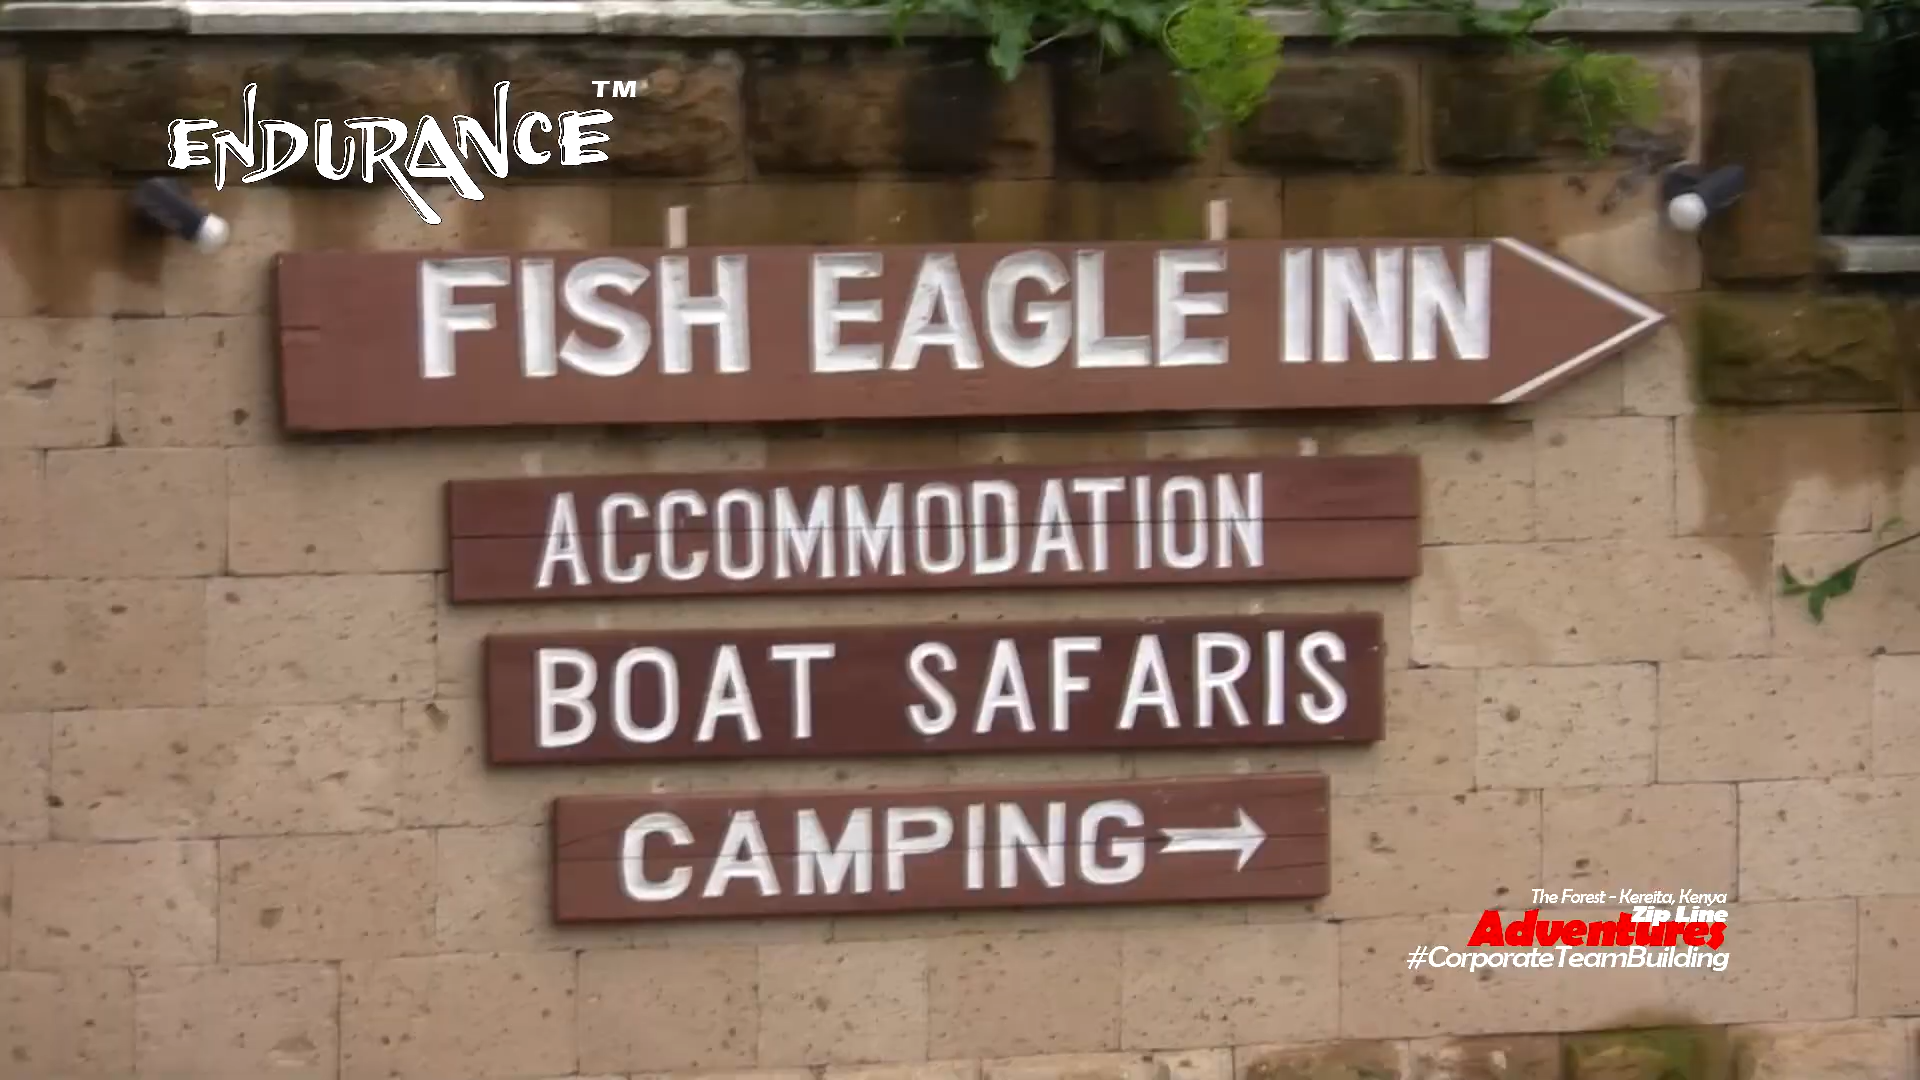 ENDURANCE™
FISH EAGLE INN
ACCOMMODATION
BOAT SAFARIS
CAMPING
The Forest - Kereita, Kenya
Zip Line
Adventures
#CorporateTeamBuilding